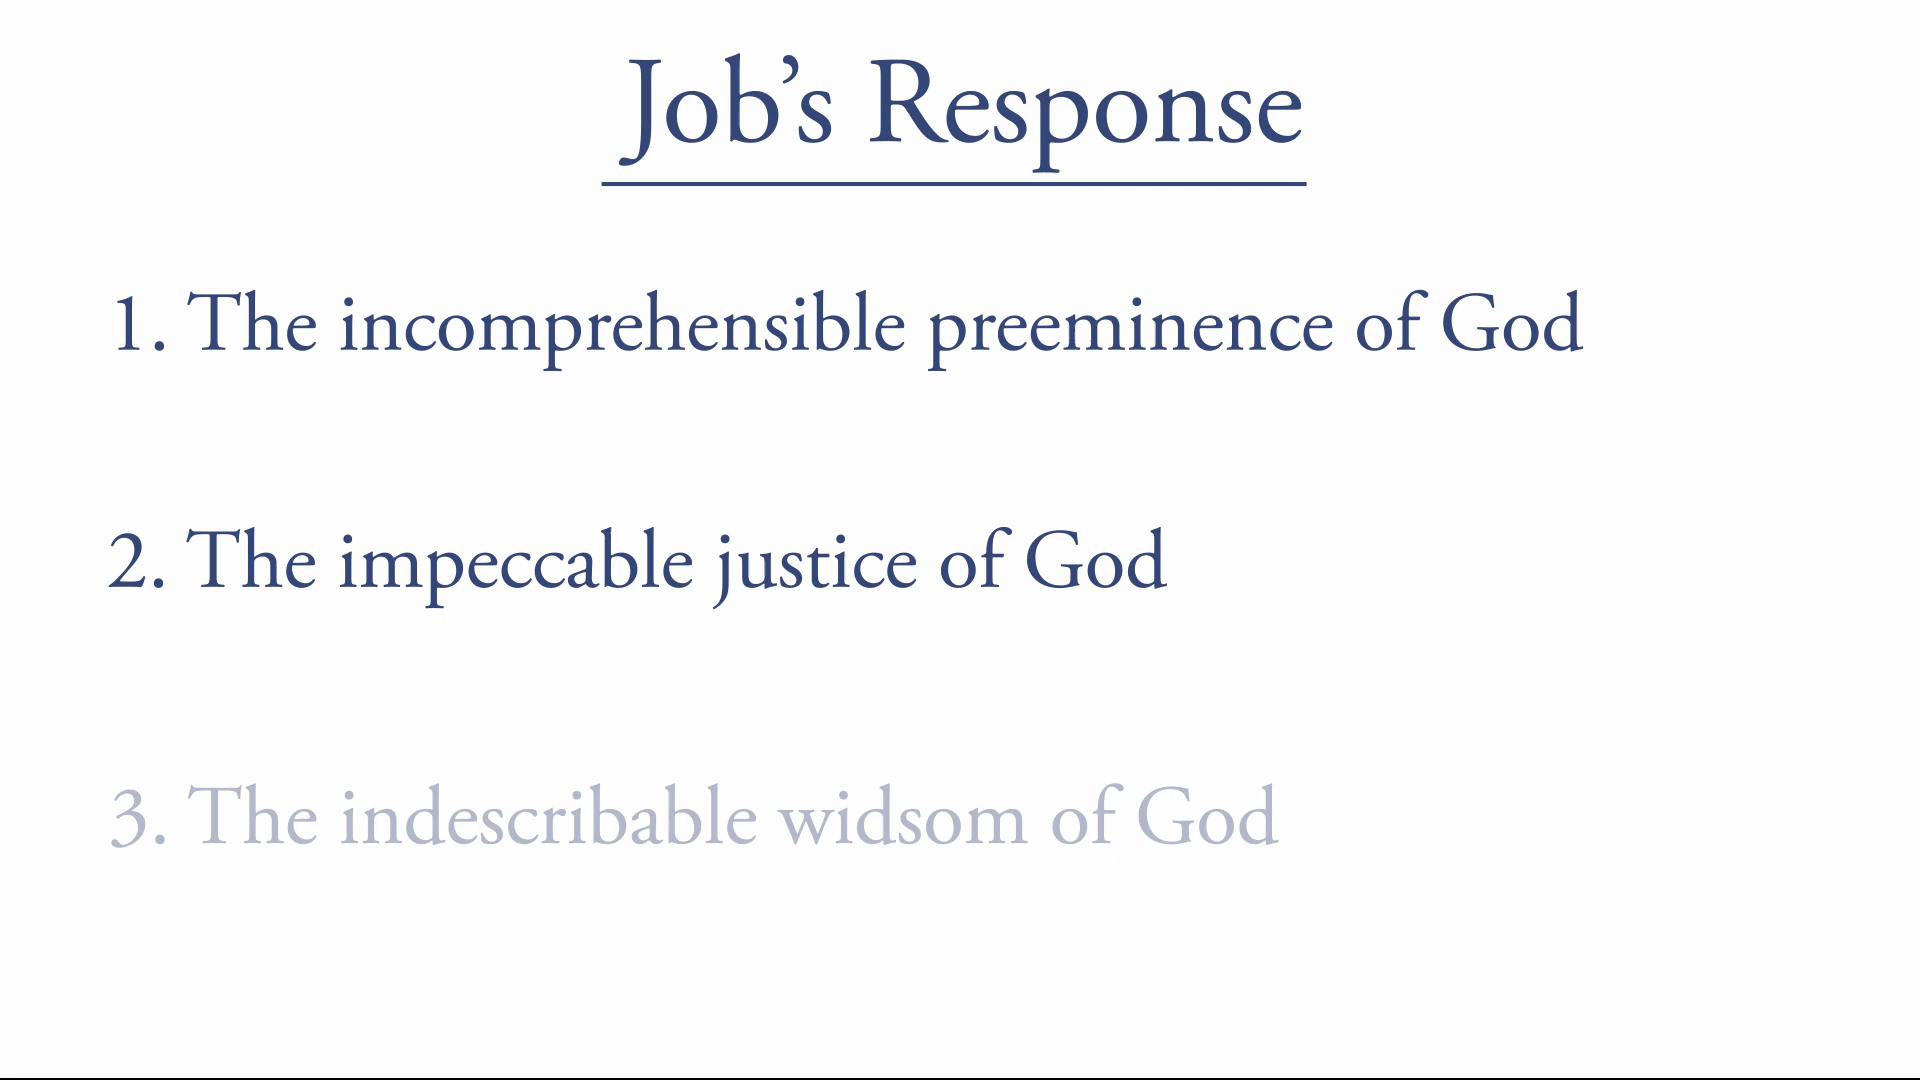 Job’s Response
1. The incomprehensible preeminence of God
2. The impeccable justice of God
3. The indescribable widsom of God